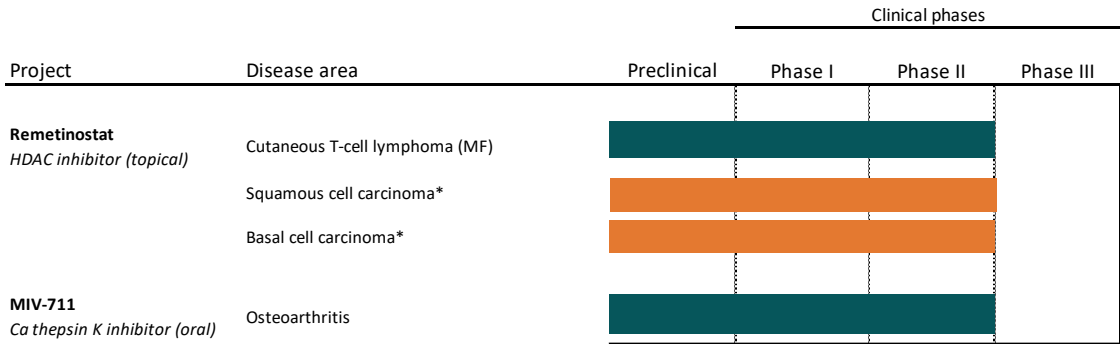 Clinical phases
Project Disease area Preclinical Phase I Phase II Phase III
Remetinostat
HDAC inhibitor (topical)
Cutaneous T-cell lymphoma (MF)
Squamous cell carcinoma*
Basal cell carcinoma*
MIV-711
Ca thepsin K inhibitor (oral)
Osteoarthritis